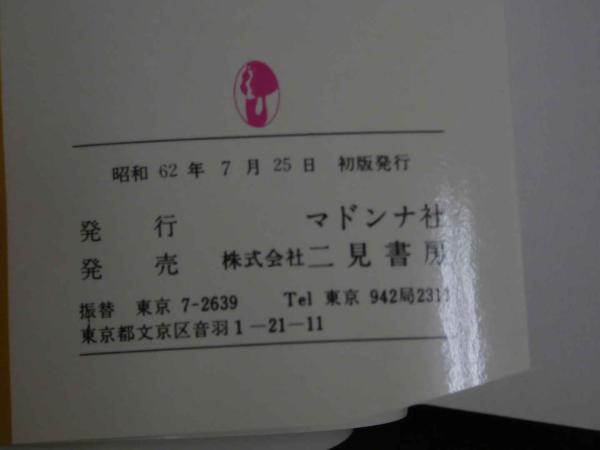 昭和 62 年 7 月 25 日 初版発行
発 行 マドンナ社
発 売 株式会社 二見書房
振替 東京 7-2639 Tel 東京 942局2311
東京都文京区音羽1-21-11